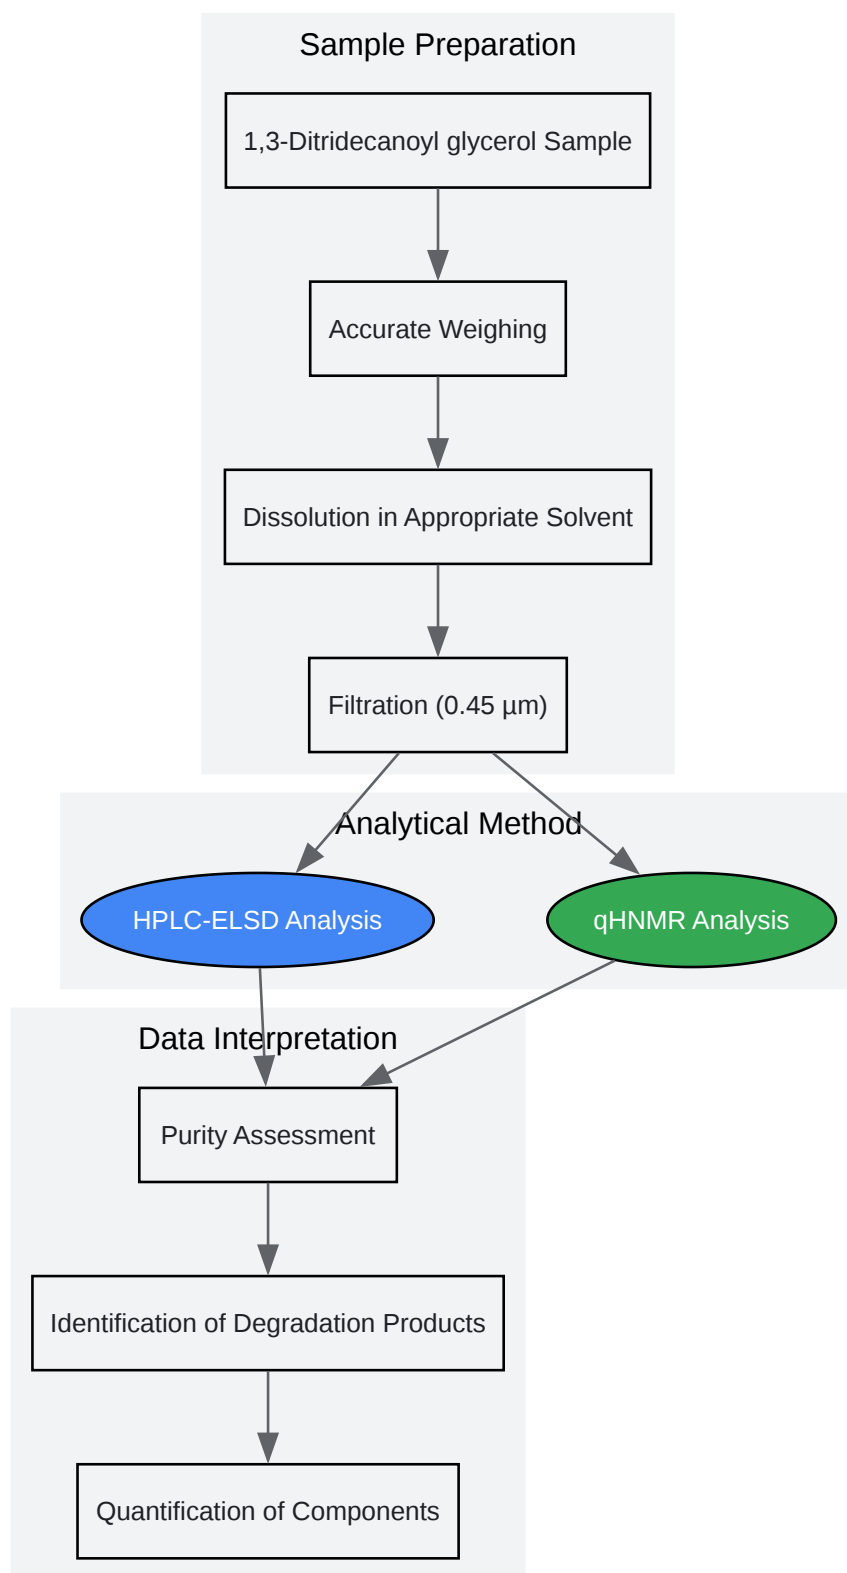 Sample Preparation
1,3-Ditridecanoyl glycerol Sample
Accurate Weighing
Dissolution in Appropriate Solvent
Filtration (0.45 µm)
Analytical Method
HPLC-ELSD Analysis
qHNMR Analysis
Data Interpretation
Purity Assessment
Identification of Degradation Products
Quantification of Components